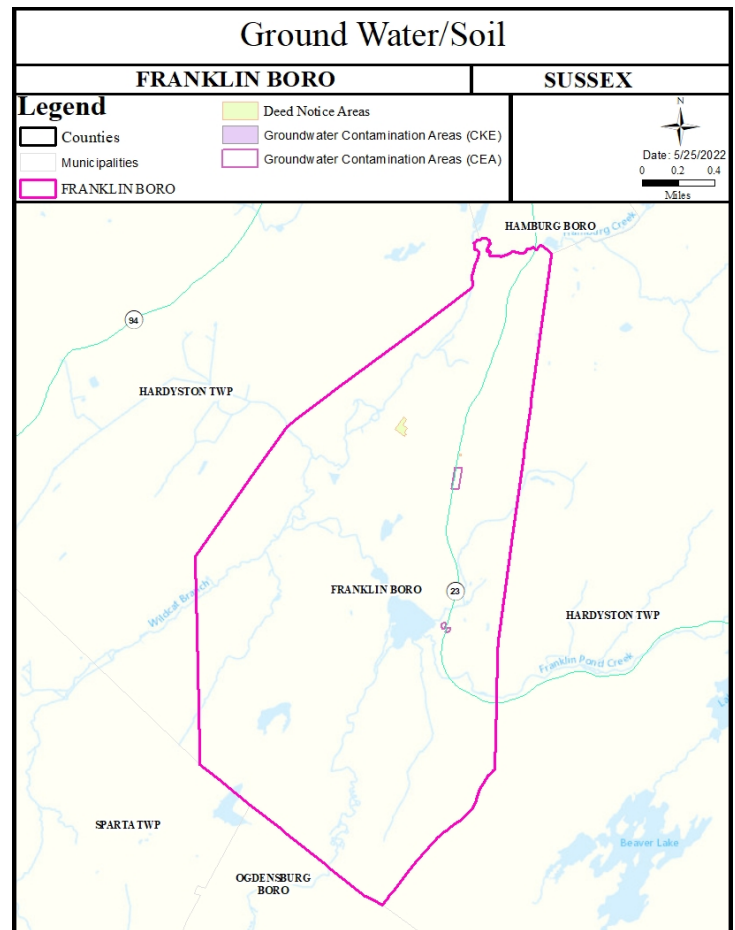 Ground Water/Soil
FRANKLIN BORO
SUSSEX
Legend
Counties
Municipalities
FRANKLIN BORO
Deed Notice Areas
Groundwater Contamination Areas (CKE)
Groundwater Contamination Areas (CEA)
N
Date: 5/25/2022
0 0.2 0.4
Miles
HAMBURG BORO
Creek
94
HARDYSTON TWP
Wildcat Branch
FRANKLIN BORO
23
HARDYSTON TWP
Franklin Pond Creek
SPARTA TWP
Beaver Lake
OGDENSBURG
BORO